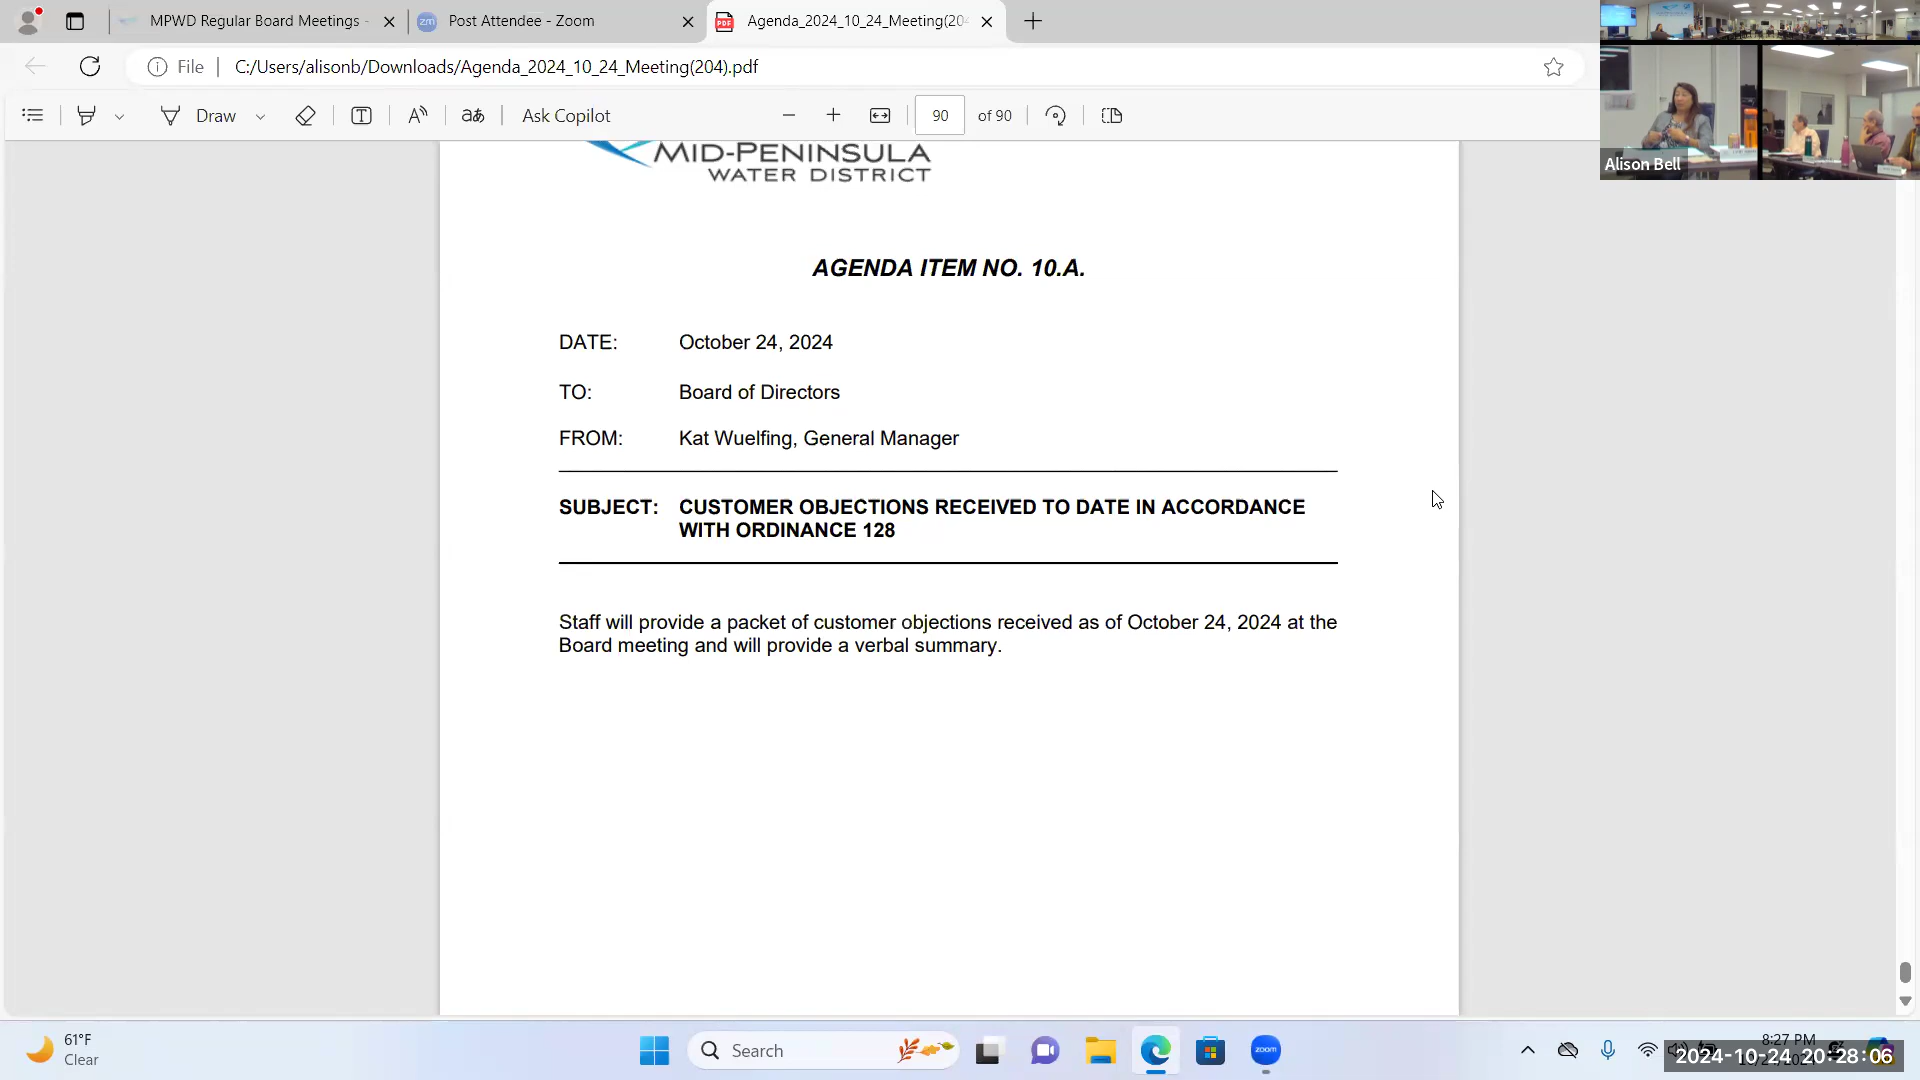 MPWD Regular Board Meetings -
Post Attendee - Zoom
Agenda_2024_10_24_Meeting(20
File
C:/Users/alisonb/Downloads/Agenda_2024_10_24_Meeting(204).pdf
Draw
Ask Copilot
90
of 90
Alison Bell
MID-PENINSULA
WATER DISTRICT
AGENDA ITEM NO. 10.A.
DATE: October 24, 2024
TO: Board of Directors
FROM: Kat Wuelfing, General Manager
SUBJECT: CUSTOMER OBJECTIONS RECEIVED TO DATE IN ACCORDANCE
WITH ORDINANCE 128
Staff will provide a packet of customer objections received as of October 24, 2024 at the
Board meeting and will provide a verbal summary.
61°F
Clear
Search
zoom
8:27 PM
2024-10-24 20:28:06